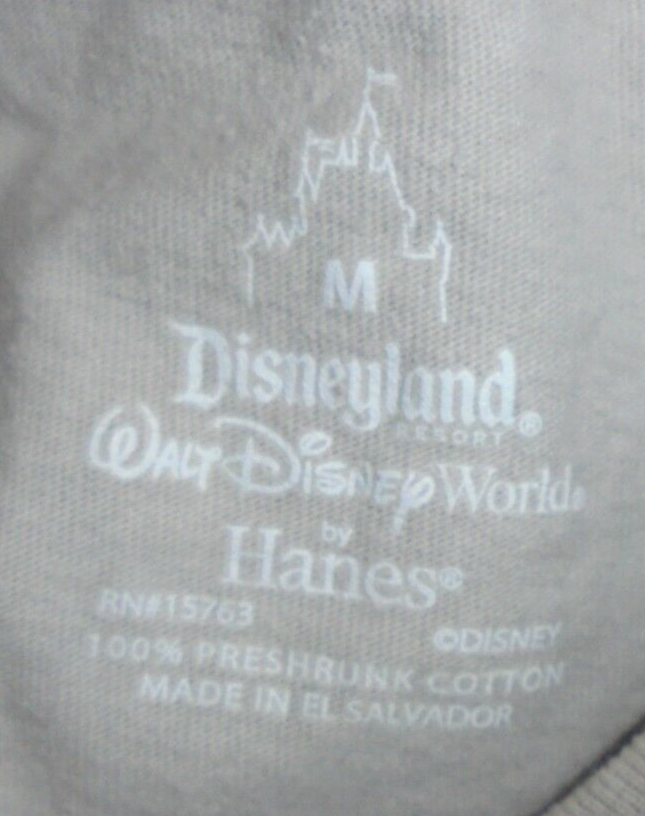 M
Disneyland®
RESORT
WALT DISNEY World®
by
Hanes®
RN#15763
©DISNEY
100% PRESHRUNK COTTON
MADE IN EL SALVADOR